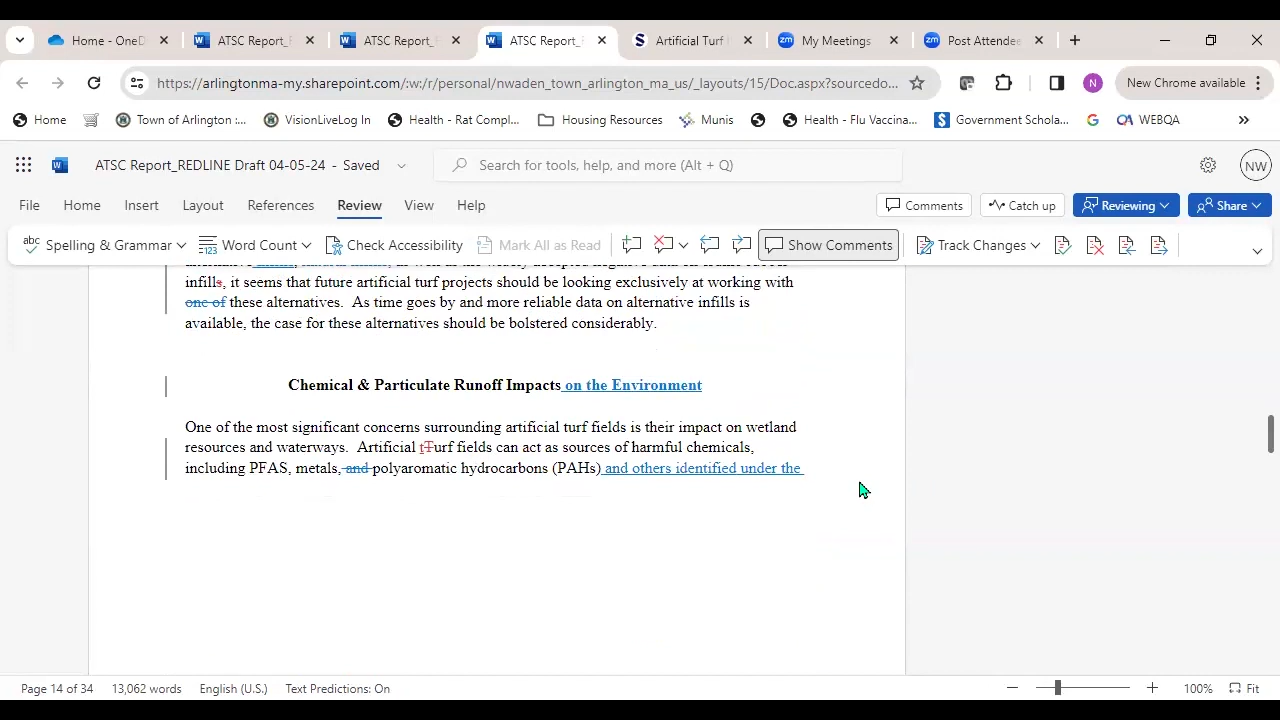 Home - OneD
ATSC Report_
ATSC Report_
ATSC Report_
Artificial Turf
My Meetings
Post Attendee
https://arlingtonma-my.sharepoint.com/:w:/r/personal/nwaden_town_arlington_ma_us/_layouts/15/Doc.aspx?sourcedo...
N
New Chrome available
Home
Town of Arlington :...
VisionLiveLog In
Health - Rat Compl...
Housing Resources
Munis
Health - Flu Vaccina...
Government Schola...
WEBQA
ATSC Report_REDLINE Draft 04-05-24 - Saved
Search for tools, help, and more (Alt + Q)
NW
File Home Insert Layout References Review View Help
Comments Catch up Reviewing Share
Spelling & Grammar Word Count Check Accessibility Mark All as Read Show Comments Track Changes
infills, it seems that future artificial turf projects should be looking exclusively at working with
one of these alternatives. As time goes by and more reliable data on alternative infills is
available, the case for these alternatives should be bolstered considerably.
Chemical & Particulate Runoff Impacts on the Environment
One of the most significant concerns surrounding artificial turf fields is their impact on wetland
resources and waterways. Artificial tTurf fields can act as sources of harmful chemicals,
including PFAS, metals, and polyaromatic hydrocarbons (PAHs) and others identified under the
Page 14 of 34 13,062 words English (U.S.) Text Predictions: On 100% Fit